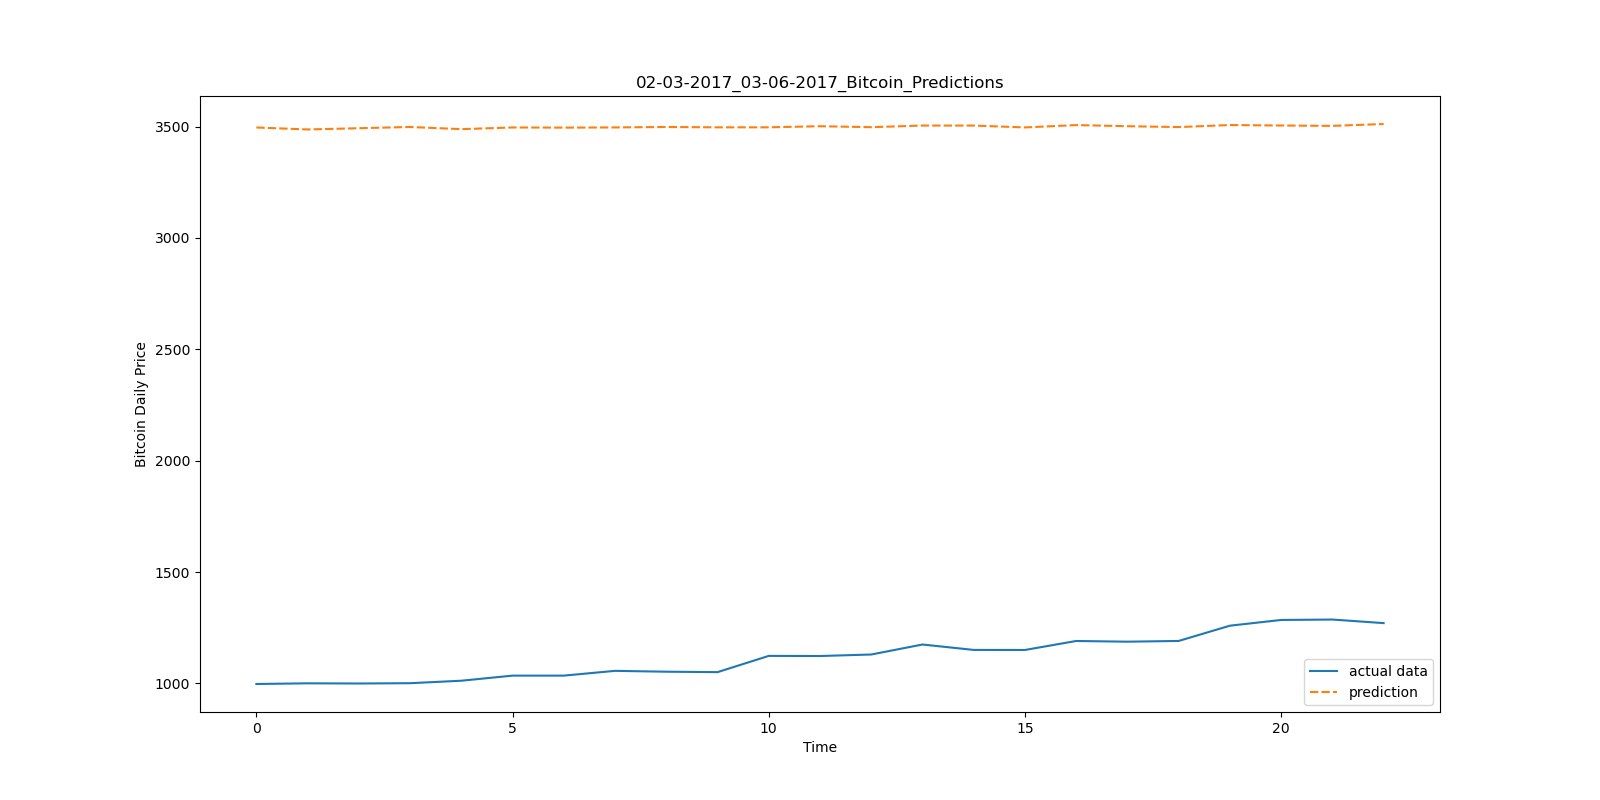 02-03-2017_03-06-2017_Bitcoin_Predictions
Bitcoin Daily Price
3500
3000
2500
2000
1500
1000
0
5
10
15
20
Time
actual data
prediction